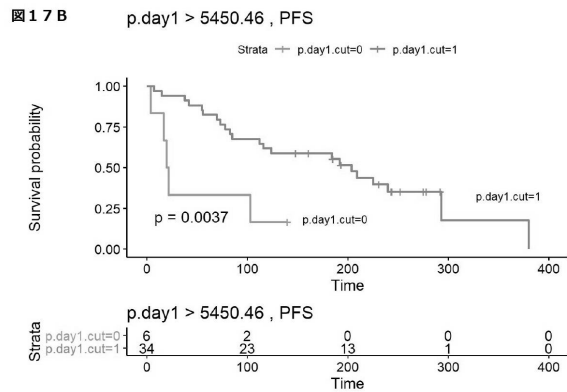 図17B
p.day1 > 5450.46 , PFS
Strata p.day1.cut=0 p.day1.cut=1
1.00
0.75
0.50
0.25
0.00
Survival probability
p = 0.0037
p.day1.cut=0
p.day1.cut=1
0 100 200 300 400
Time
p.day1 > 5450.46 , PFS
Strata
p.day1.cut=0 6 2 0 0 0
p.day1.cut=1 34 23 13 1 0
0 100 200 300 400
Time